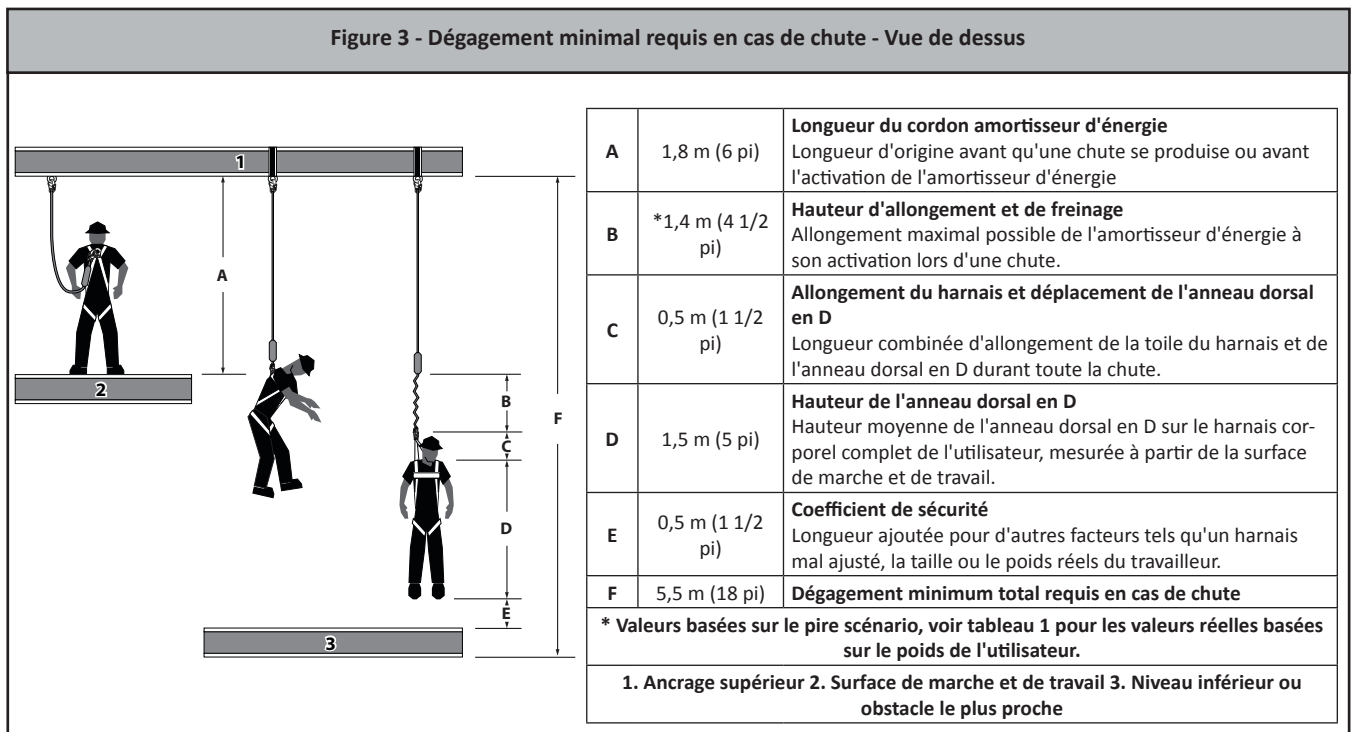 Figure 3 - Dégagement minimal requis en cas de chute - Vue de dessus
1
2
3
A
B
C
D
E
F
A
1,8 m (6 pi)
Longueur du cordon amortisseur d'énergie
Longueur d'origine avant qu'une chute se produise ou avant
l'activation de l'amortisseur d'énergie
B
*1,4 m (4 1/2
pi)
Hauteur d'allongement et de freinage
Allongement maximal possible de l'amortisseur d'énergie à
son activation lors d'une chute.
C
0,5 m (1 1/2
pi)
Allongement du harnais et déplacement de l'anneau dorsal
en D
Longueur combinée d'allongement de la toile du harnais et de
l'anneau dorsal en D durant toute la chute.
D
1,5 m (5 pi)
Hauteur de l'anneau dorsal en D
Hauteur moyenne de l'anneau dorsal en D sur le harnais cor-
porel complet de l'utilisateur, mesurée à partir de la surface
de marche et de travail.
E
0,5 m (1 1/2
pi)
Coefficient de sécurité
Longueur ajoutée pour d'autres facteurs tels qu'un harnais
mal ajusté, la taille ou le poids réels du travailleur.
F
5,5 m (18 pi)
Dégagement minimum total requis en cas de chute
* Valeurs basées sur le pire scénario, voir tableau 1 pour les valeurs réelles basées
sur le poids de l'utilisateur.
1. Ancrage supérieur 2. Surface de marche et de travail 3. Niveau inférieur ou
obstacle le plus proche